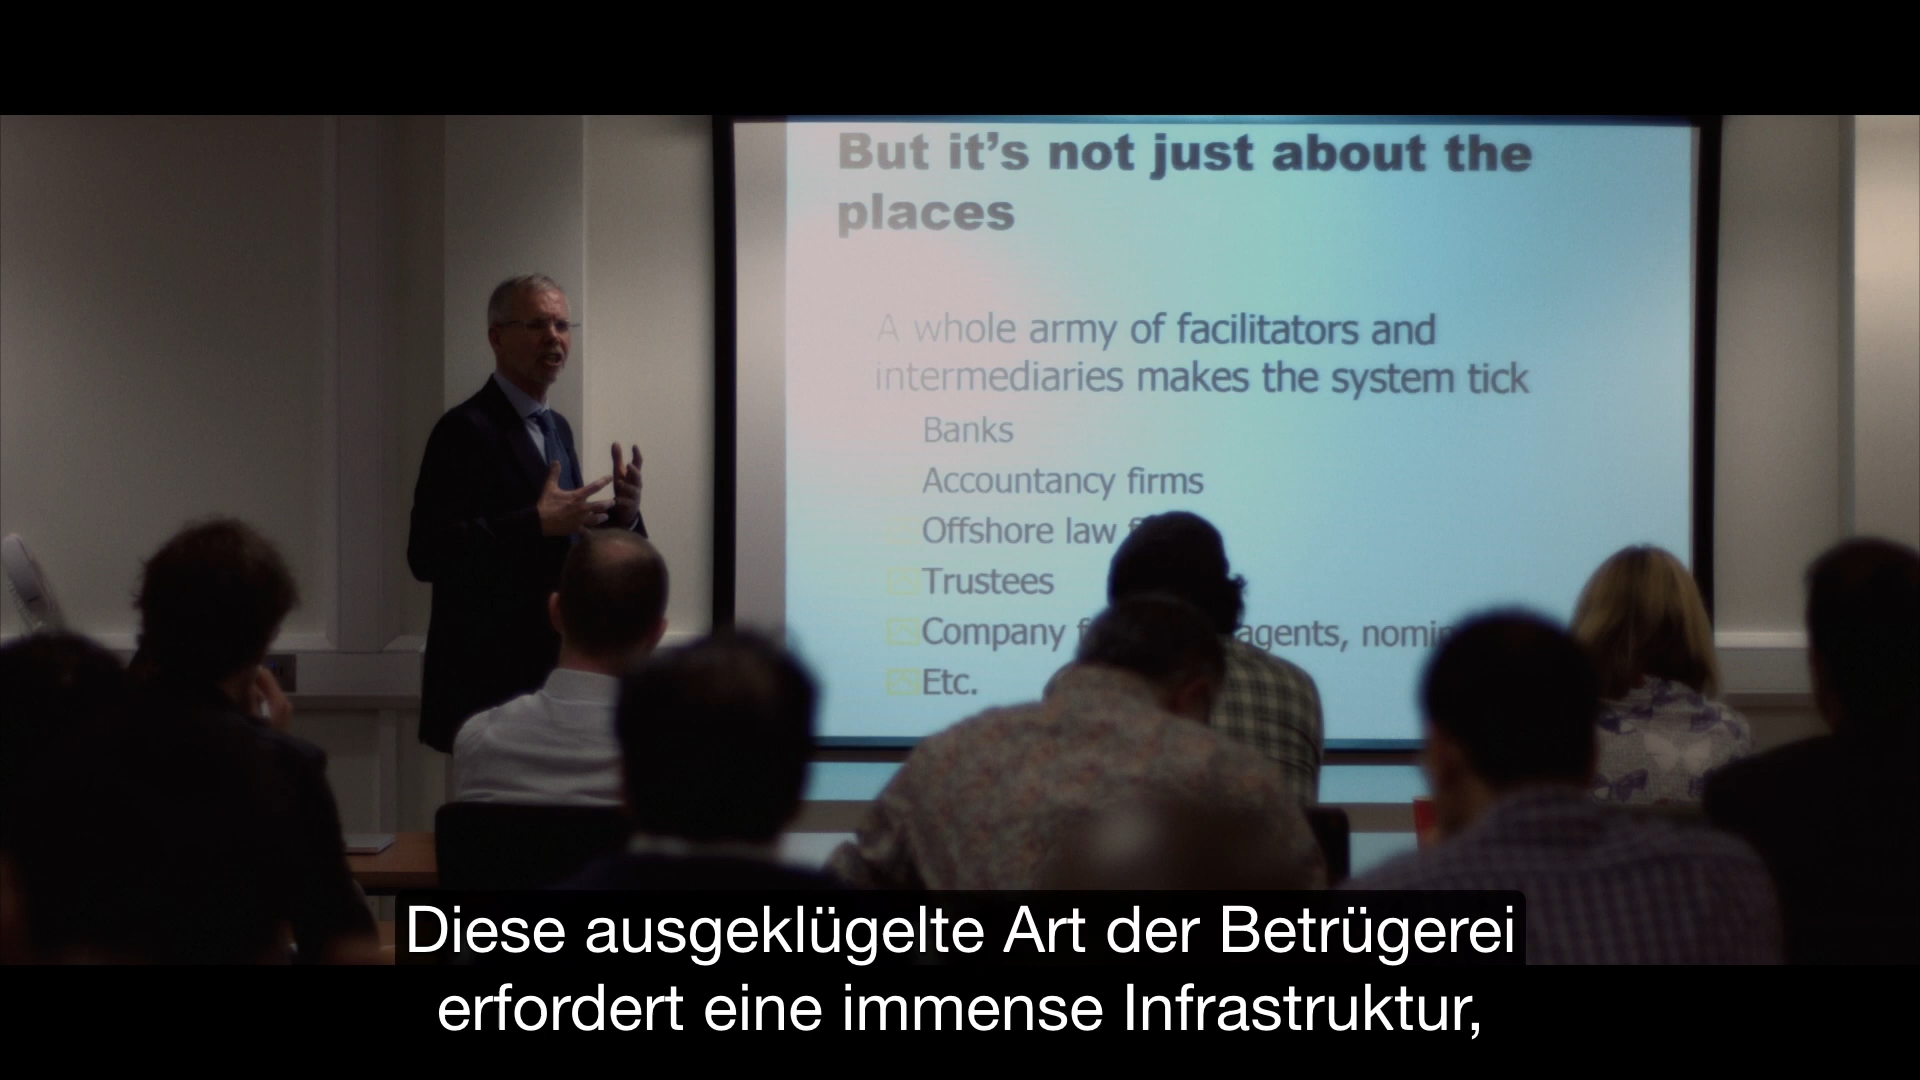 But it’s not just about the
places
A whole army of facilitators and
intermediaries makes the system tick
Banks
Accountancy firms
Offshore law
Trustees
Company agents,
Etc.
Diese ausgeklügelte Art der Betrügerei
erfordert eine immense Infrastruktur,